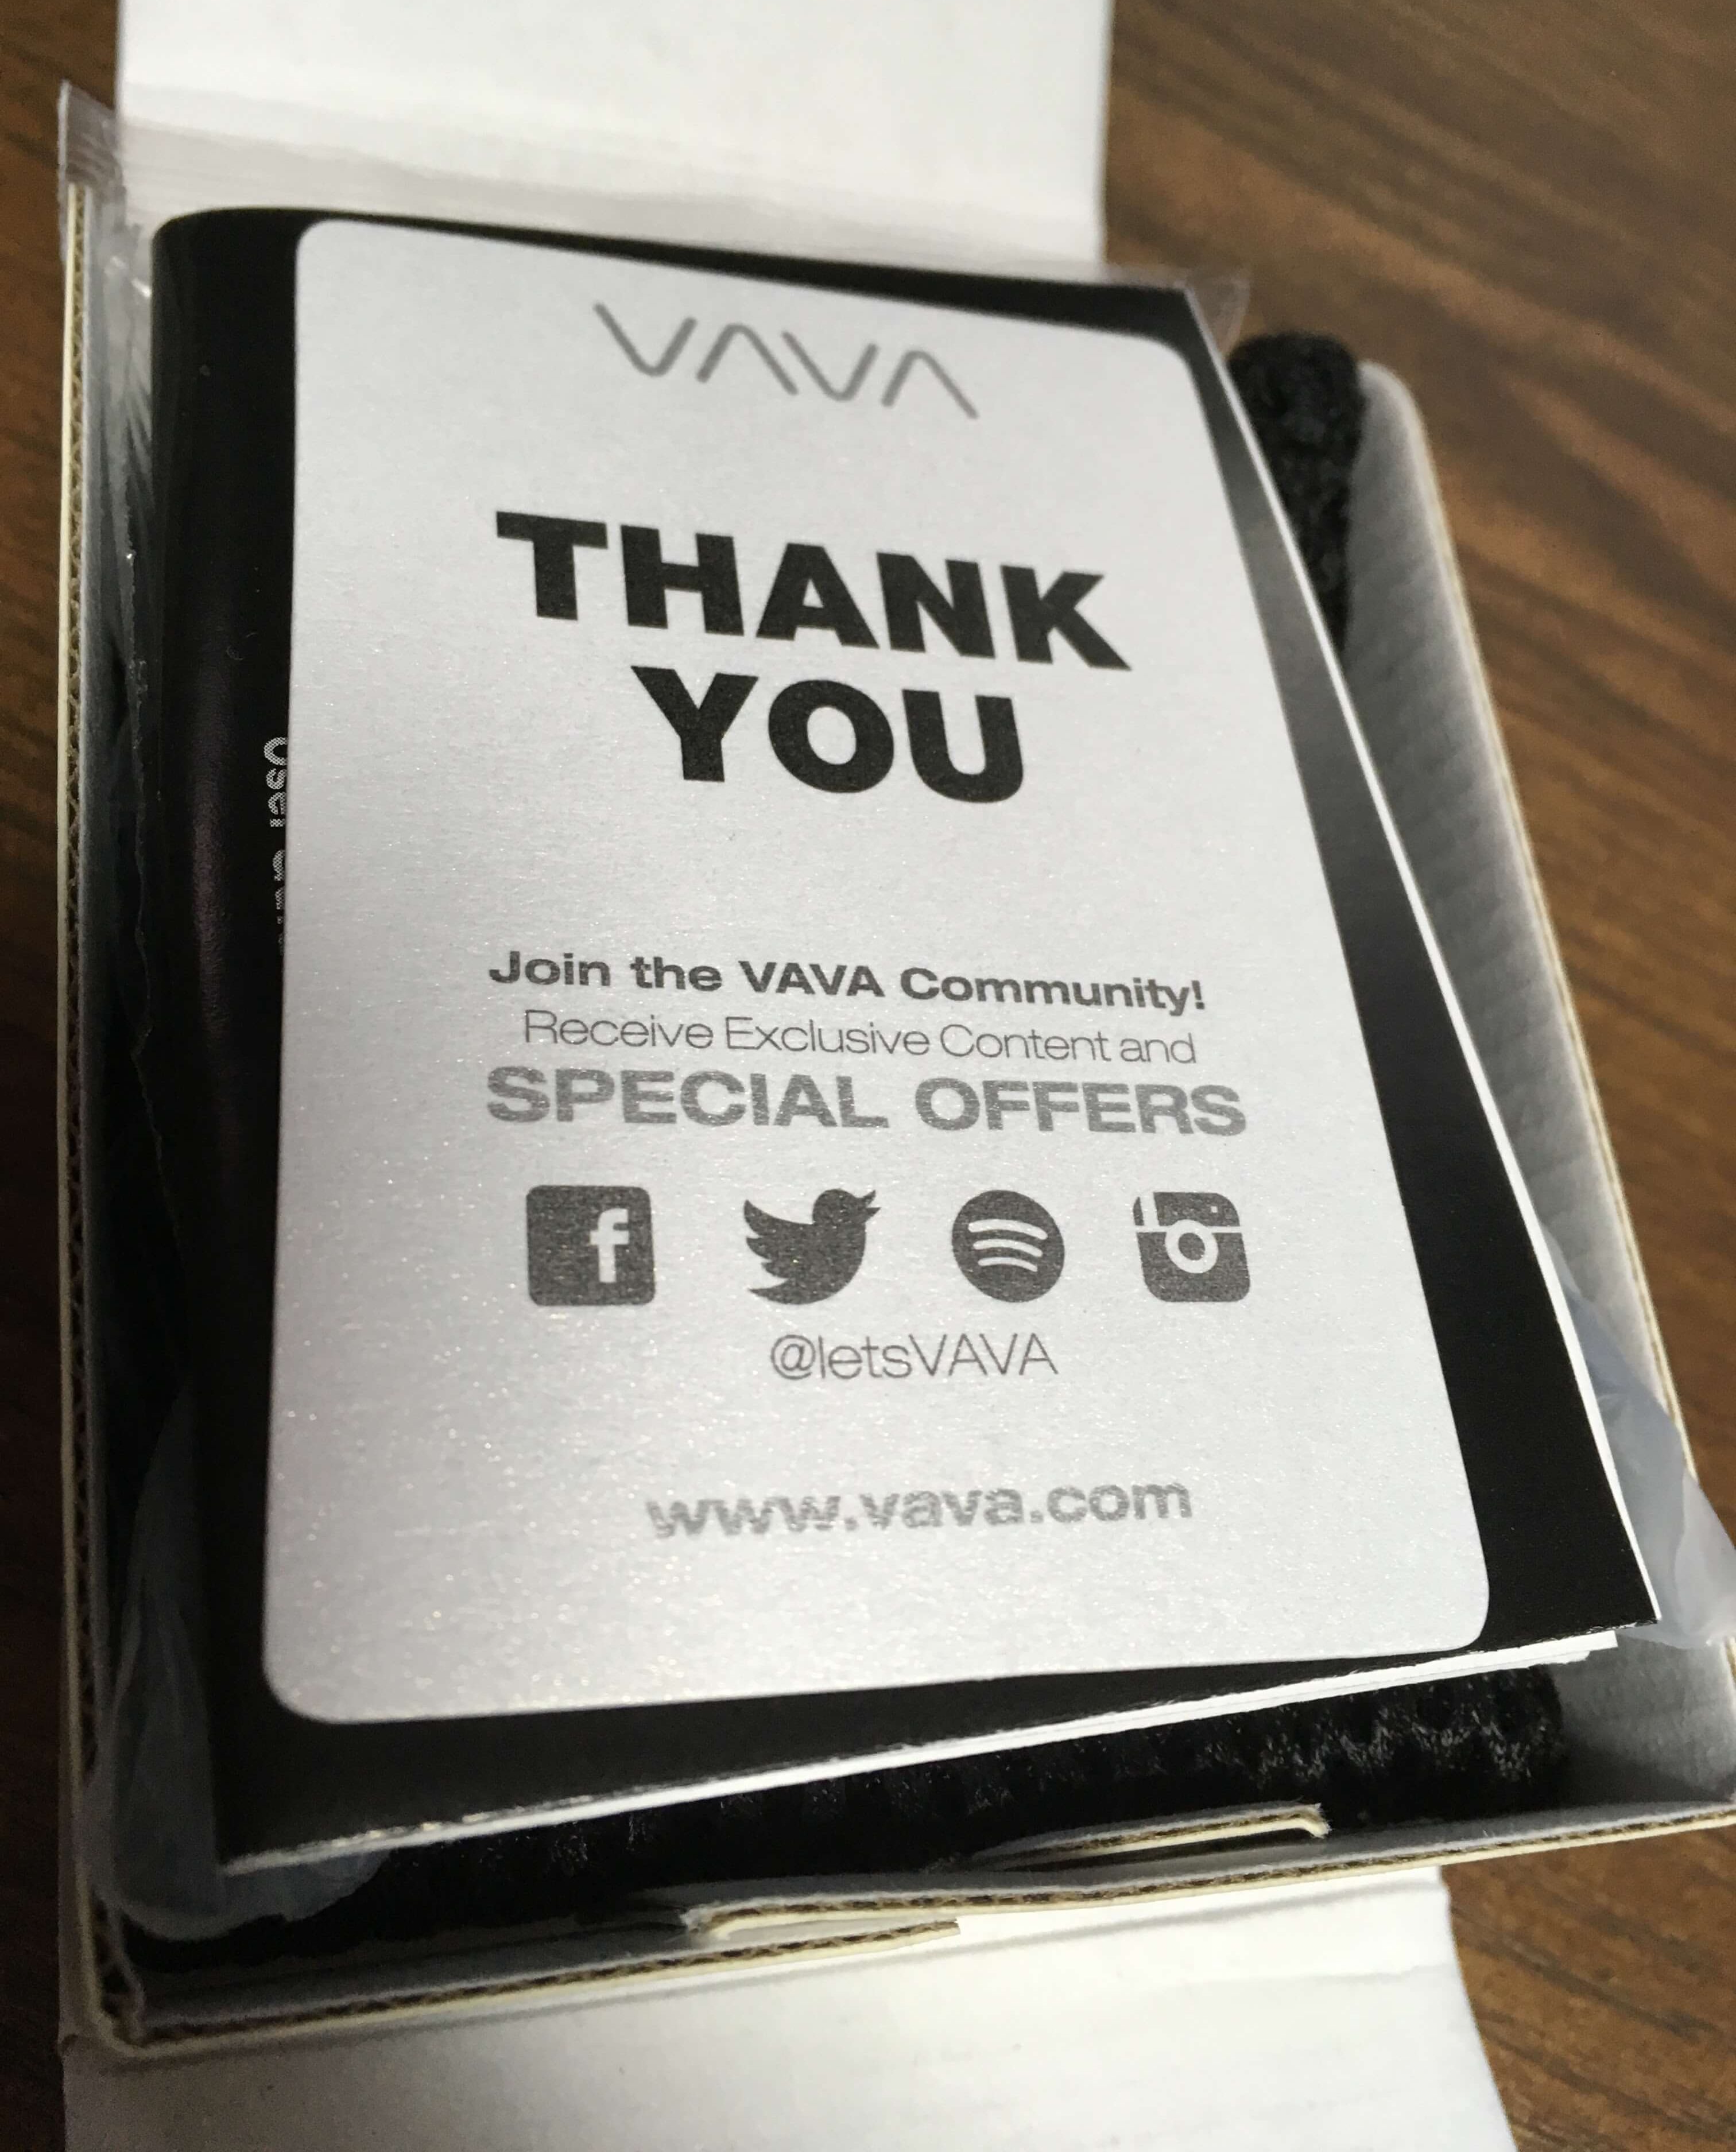 VAVA
THANK
YOU
Join the VAVA Community!
Receive Exclusive Content and
SPECIAL OFFERS
@letsVAVA
www.vava.com